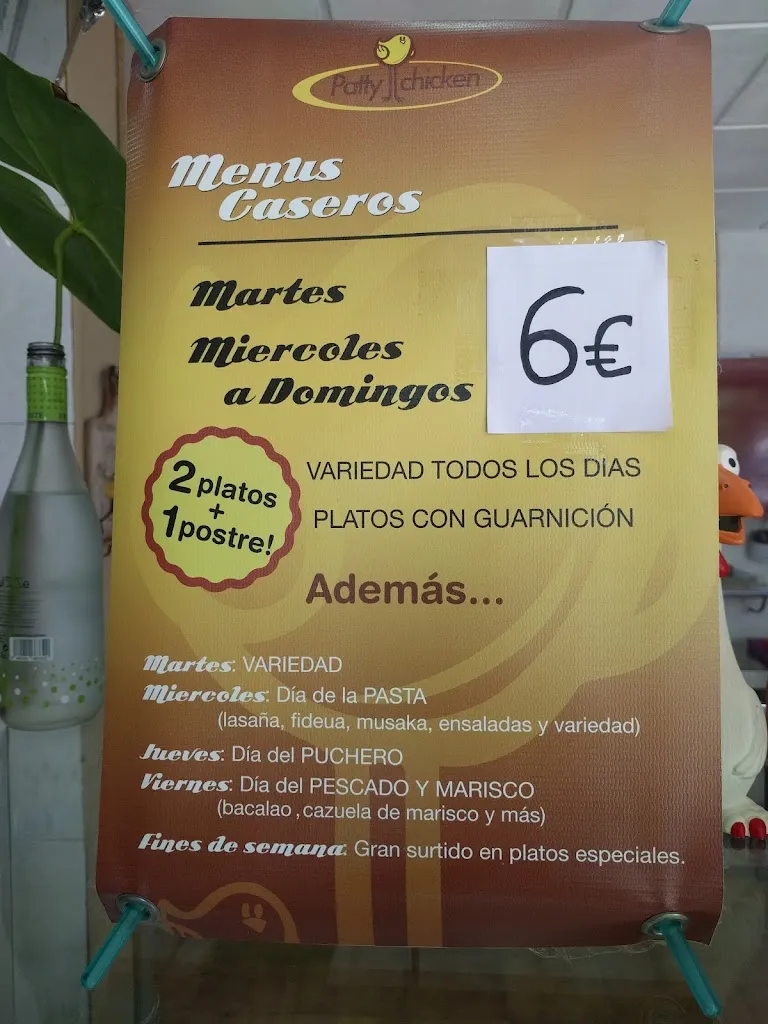 Patty chicken
Menus
Caseros
Martes
Miercoles
a Domingos
6€
2 platos
+
1 postre!
VARIEDAD TODOS LOS DIAS
PLATOS CON GUARNICIÓN
Además...
Martes: VARIEDAD
Miercoles: Día de la PASTA
(lasaña, fideua, musaka, ensaladas y variedad)
Jueves: Día del PUCHERO
Viernes: Día del PESCADO Y MARISCO
(bacalao , cazuela de marisco y más)
Fines de semana: Gran surtido en platos especiales.